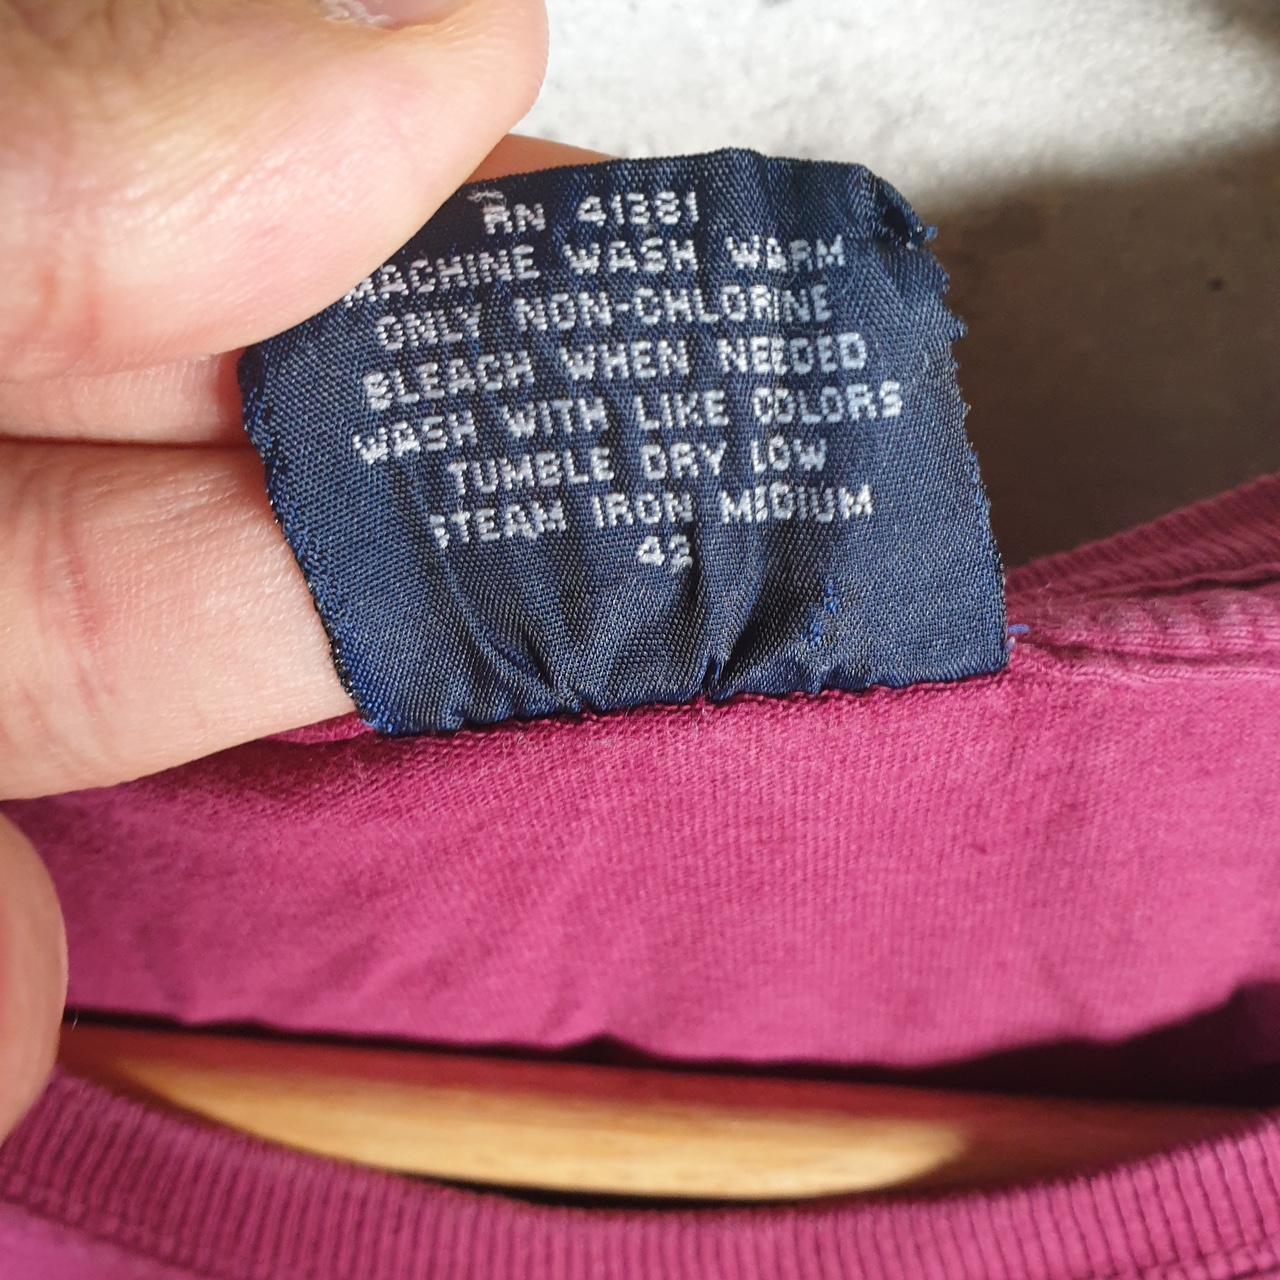 RN 41381
MACHINE WASH WARM
ONLY NON-CHLORINE
BLEACH WHEN NEEDED
WASH WITH LIKE COLORS
TUMBLE DRY LOW
STEAM IRON MEDIUM